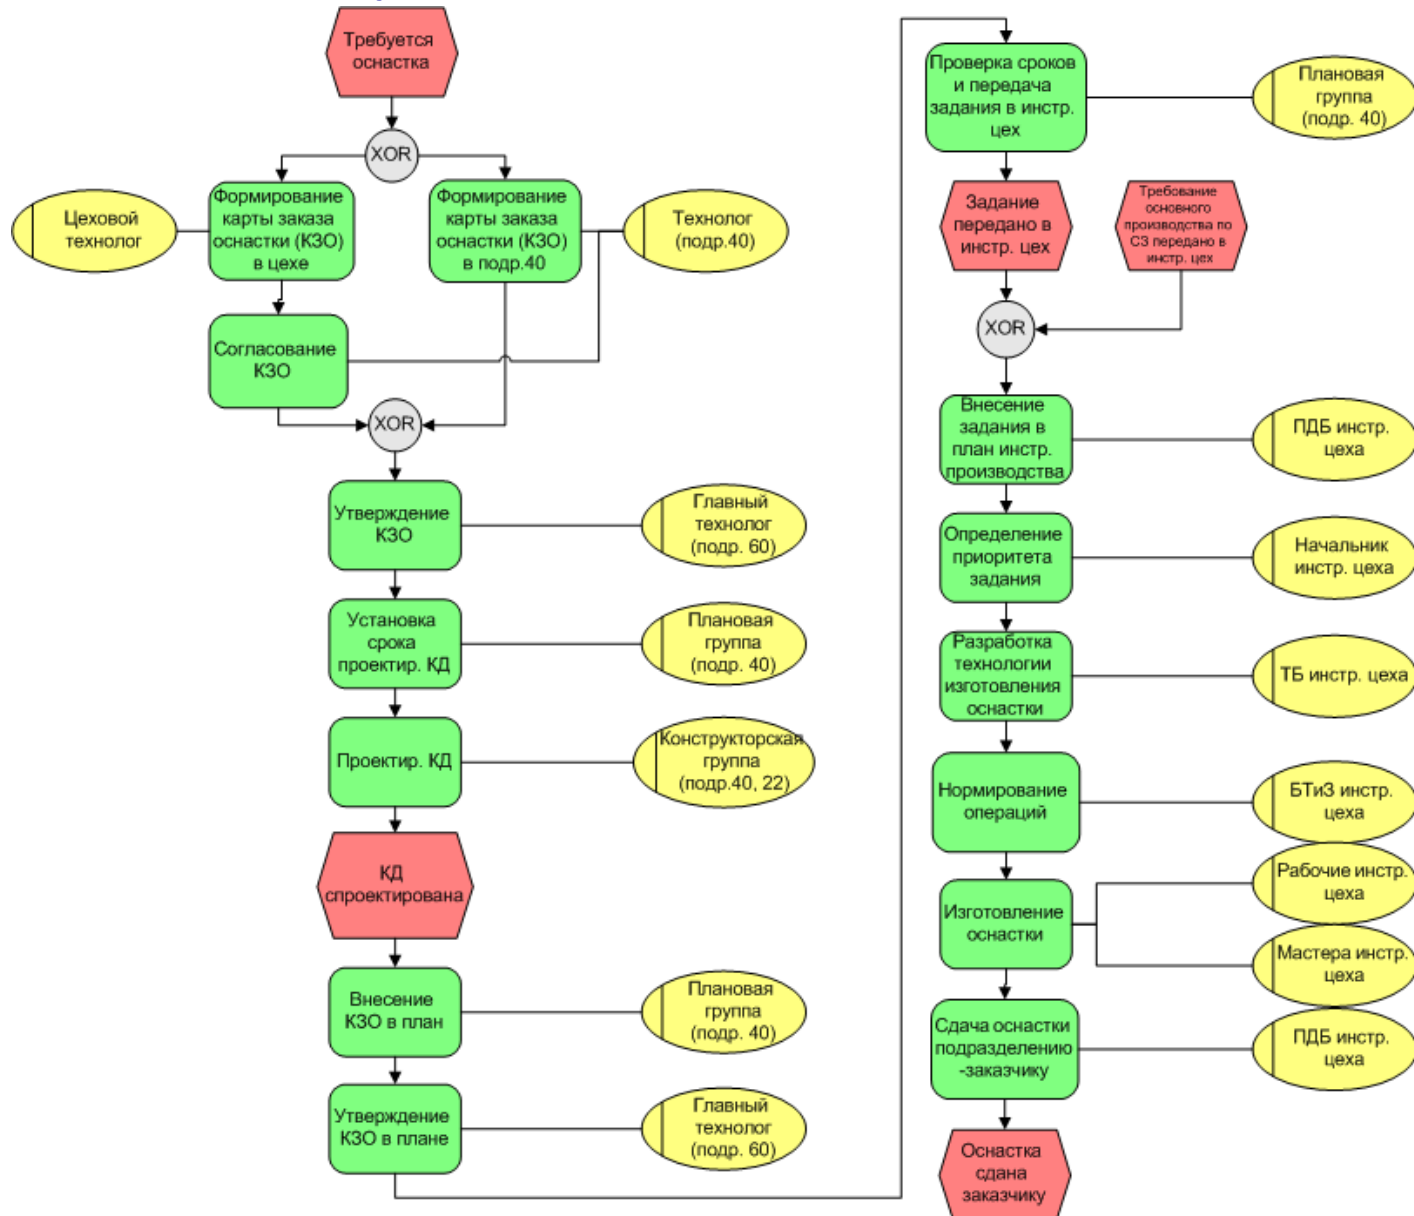 Требуется
оснастка
XOR
Цеховой
технолог
Формирование
карты заказа
оснастки (КЗО)
в цехе
Формирование
карты заказа
оснастки (КЗО)
в подр.40
Технолог
(подр.40)
Согласование
КЗО
XOR
Утверждение
КЗО
Главный
технолог
(подр. 60)
Установка
срока
проектир. КД
Плановая
группа
(подр. 40)
Проектир. КД
Конструкторская
группа
(подр.40, 22)
КД
спроектирована
Внесение
КЗО в план
Плановая
группа
(подр. 40)
Утверждение
КЗО в плане
Главный
технолог
(подр. 60)
Проверка сроков
и передача
задания в инстр.
цех
Плановая
группа
(подр. 40)
Задание
передано в
инстр. цех
Требование
основного
производства по
СЗ передано в
инстр. цех
XOR
Внесение
задания в
план инстр.
производства
ПДБ инстр.
цеха
Определение
приоритета
задания
Начальник
инстр. цеха
Разработка
технологии
изготовления
оснастки
ТБ инстр. цеха
Нормирование
операций
БТиЗ инстр.
цеха
Изготовление
оснастки
Рабочие инстр.
цеха
Мастера инстр.
цеха
Сдача оснастки
подразделению
-заказчику
ПДБ инстр.
цеха
Оснастка
сдана
заказчику